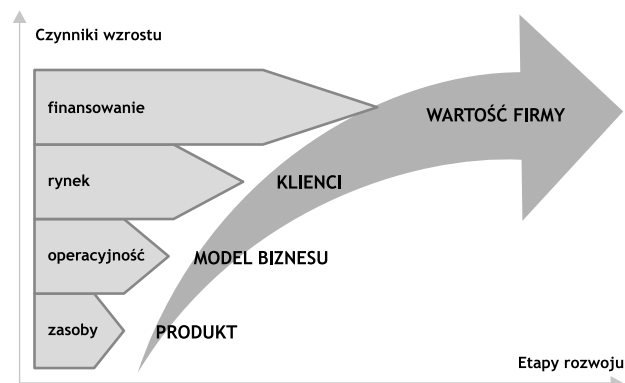 Czynniki wzrostu
finansowanie
WARTOŚĆ FIRMY
rynek
KLIENCI
operacyjność
MODEL BIZNESU
zasoby
PRODUKT
Etapy rozwoju